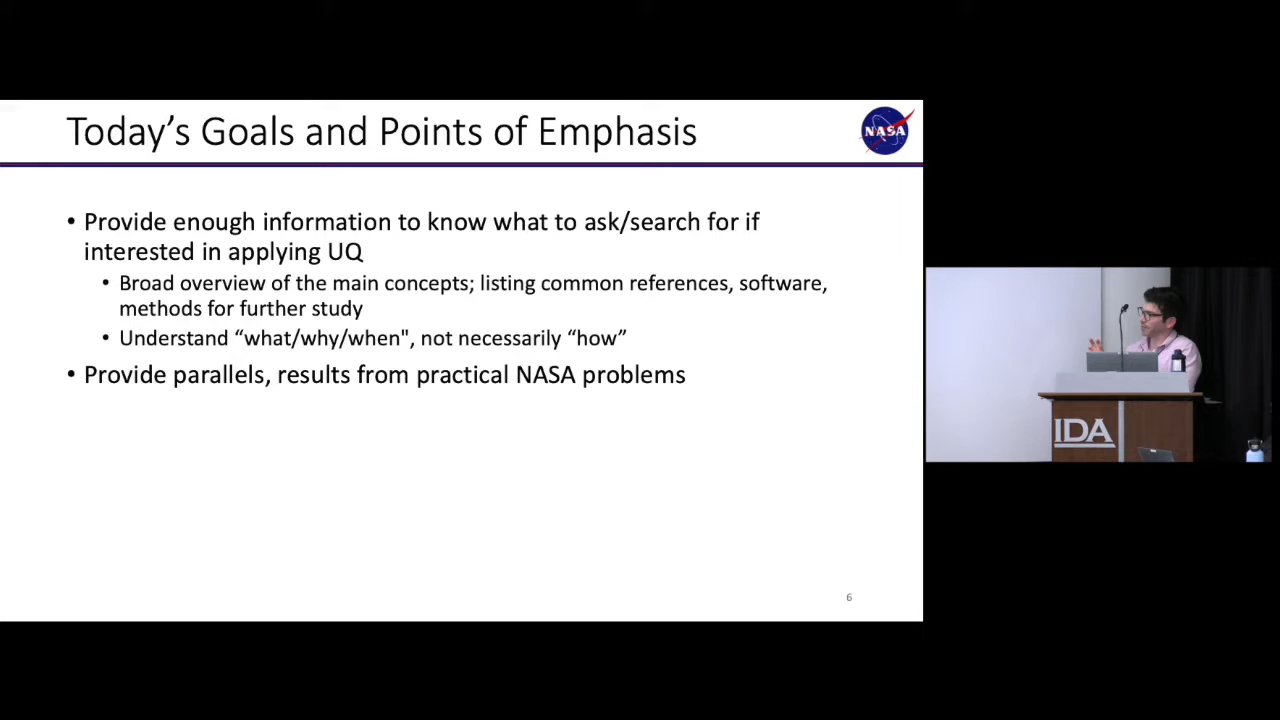 Today's Goals and Points of Emphasis
NASA
• Provide enough information to know what to ask/search for if
interested in applying UQ
• Broad overview of the main concepts; listing common references, software,
methods for further study
• Understand “what/why/when", not necessarily “how”
• Provide parallels, results from practical NASA problems
6
IDA